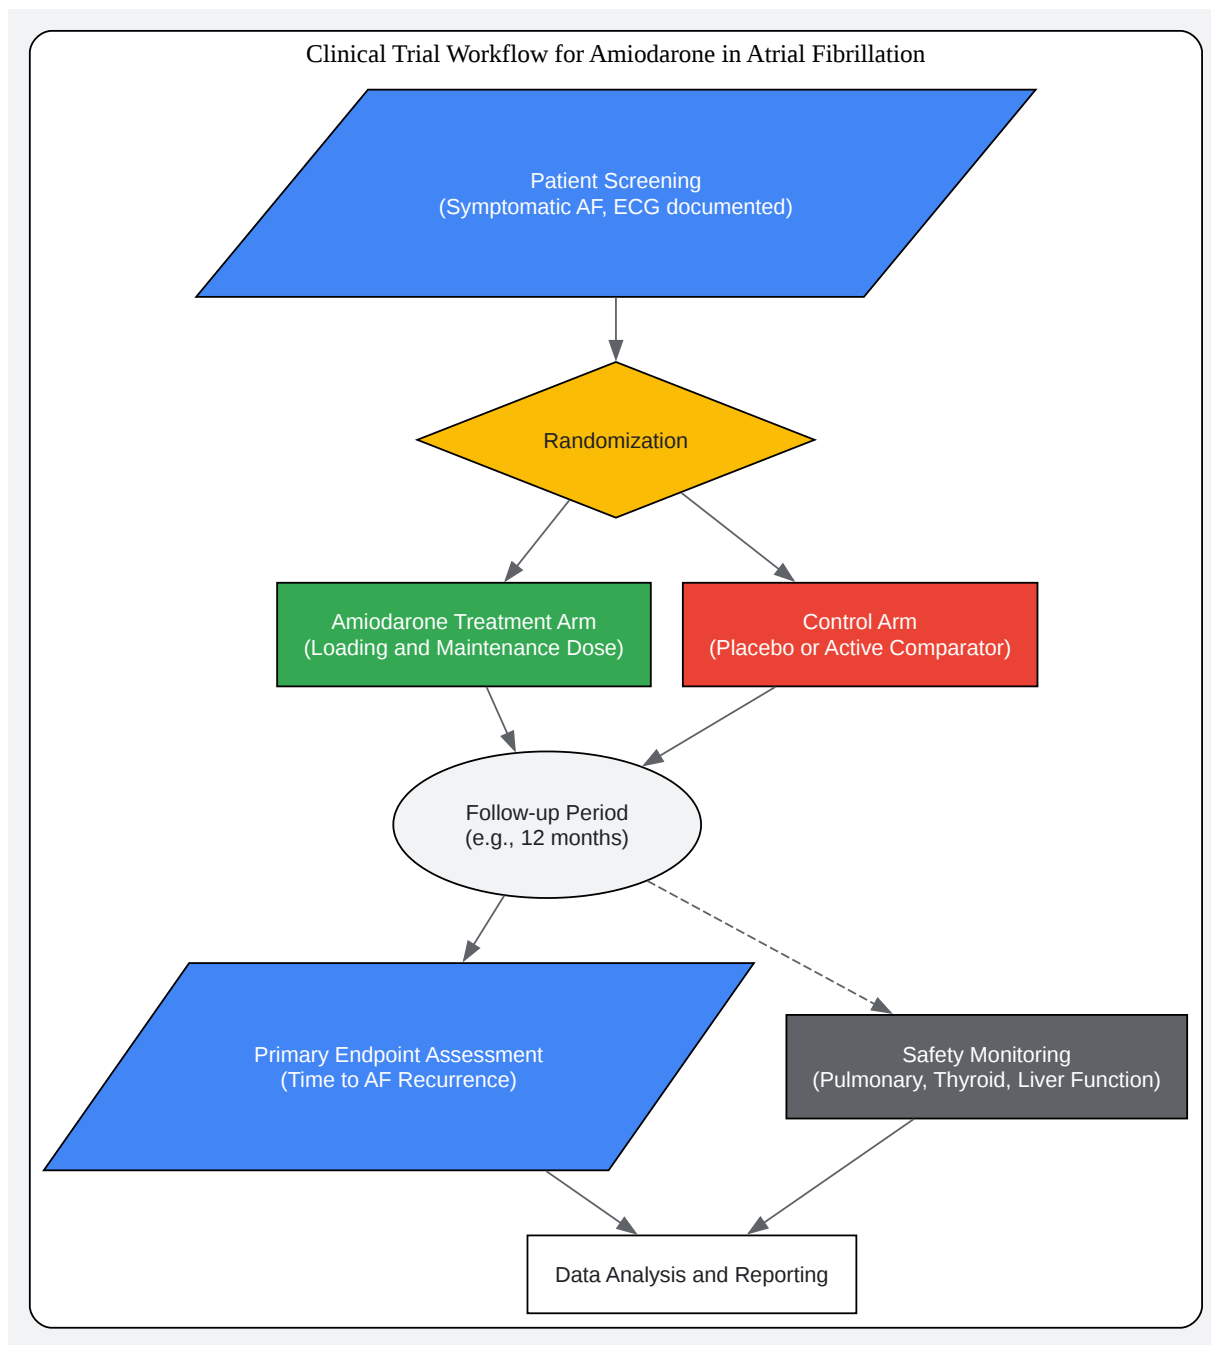 Clinical Trial Workflow for Amiodarone in Atrial Fibrillation
Patient Screening
(Symptomatic AF, ECG documented)
Randomization
Amiodarone Treatment Arm
(Loading and Maintenance Dose)
Control Arm
(Placebo or Active Comparator)
Follow-up Period
(e.g., 12 months)
Primary Endpoint Assessment
(Time to AF Recurrence)
Safety Monitoring
(Pulmonary, Thyroid, Liver Function)
Data Analysis and Reporting